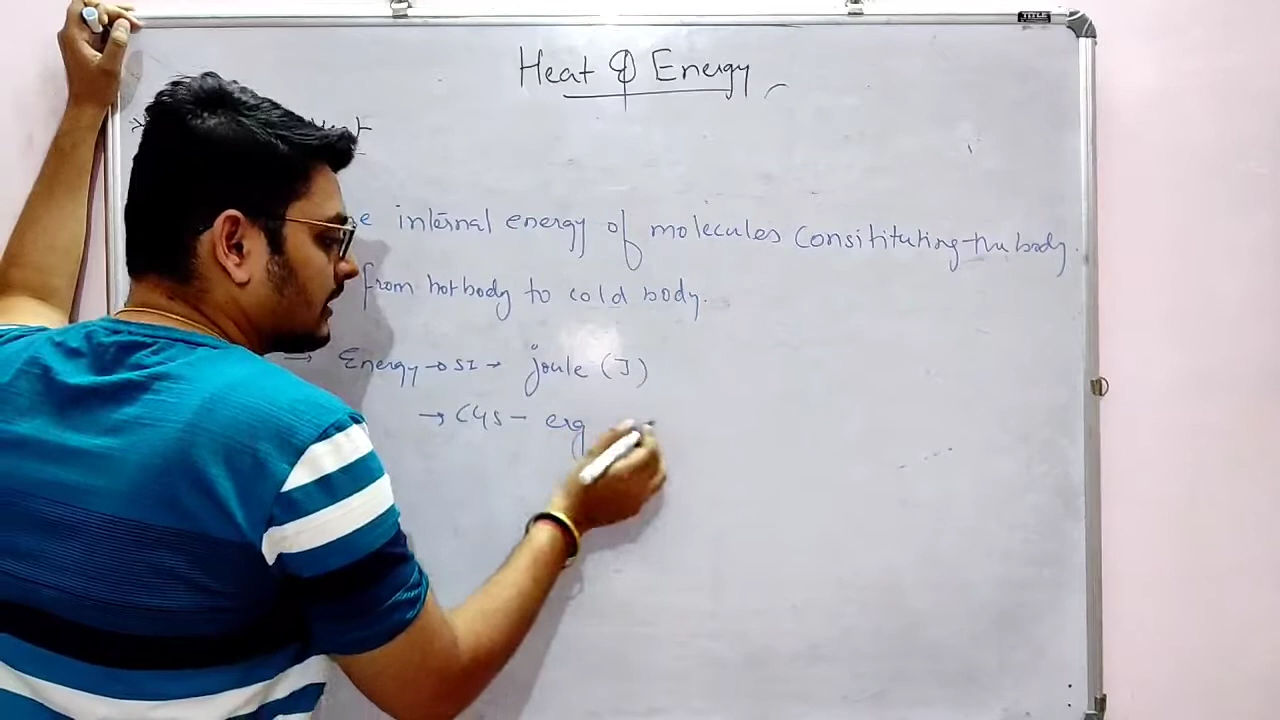 TITLE
Heat & Energy
internal energy of molecules Consitituting the body.
from hot body to cold body.
→ Energy → SI → joule (J)
→ CGS - erg